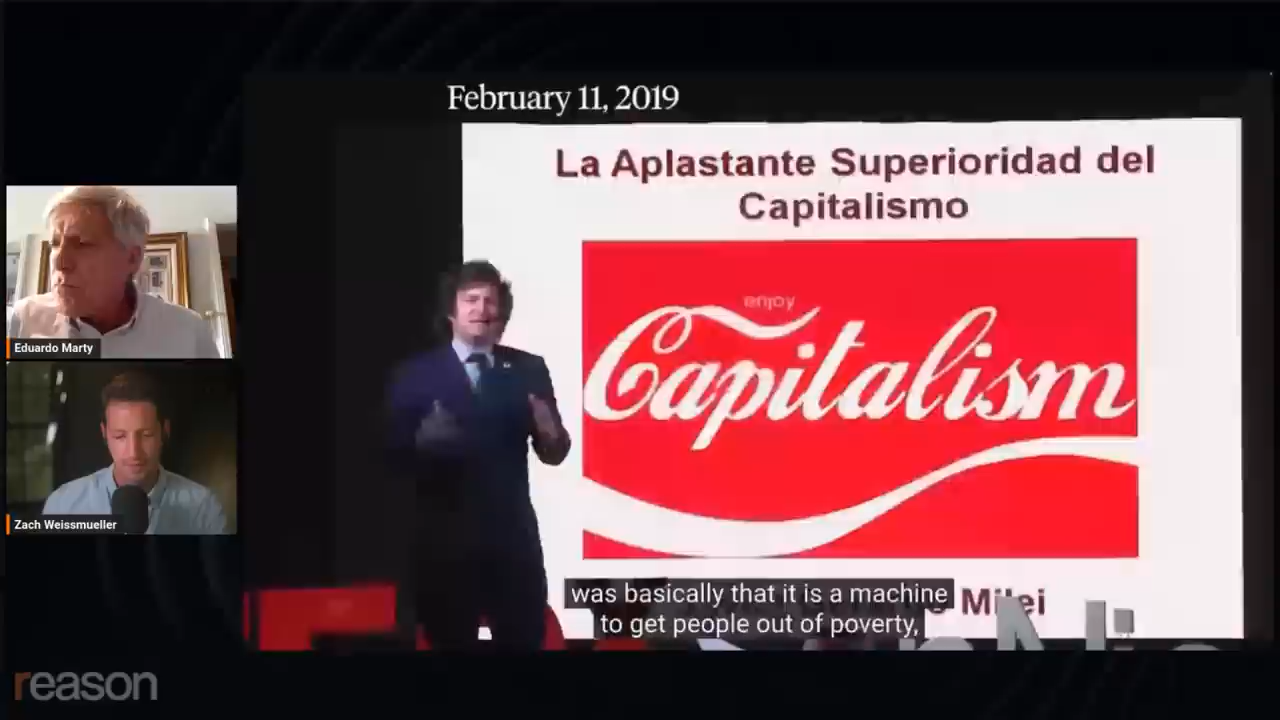 February 11, 2019
La Aplastante Superioridad del
Capitalismo
enjoy
Capitalism
Eduardo Marty
Zach Weissmueller
was basically that it is a machine
to get people out of poverty,
Milei
reason